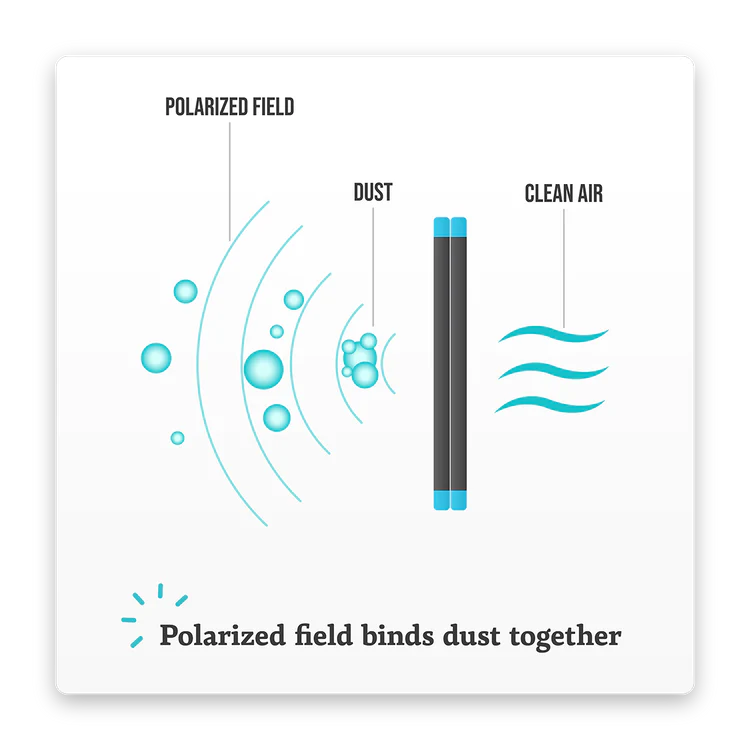 POLARIZED FIELD
DUST
CLEAN AIR
Polarized field binds dust together